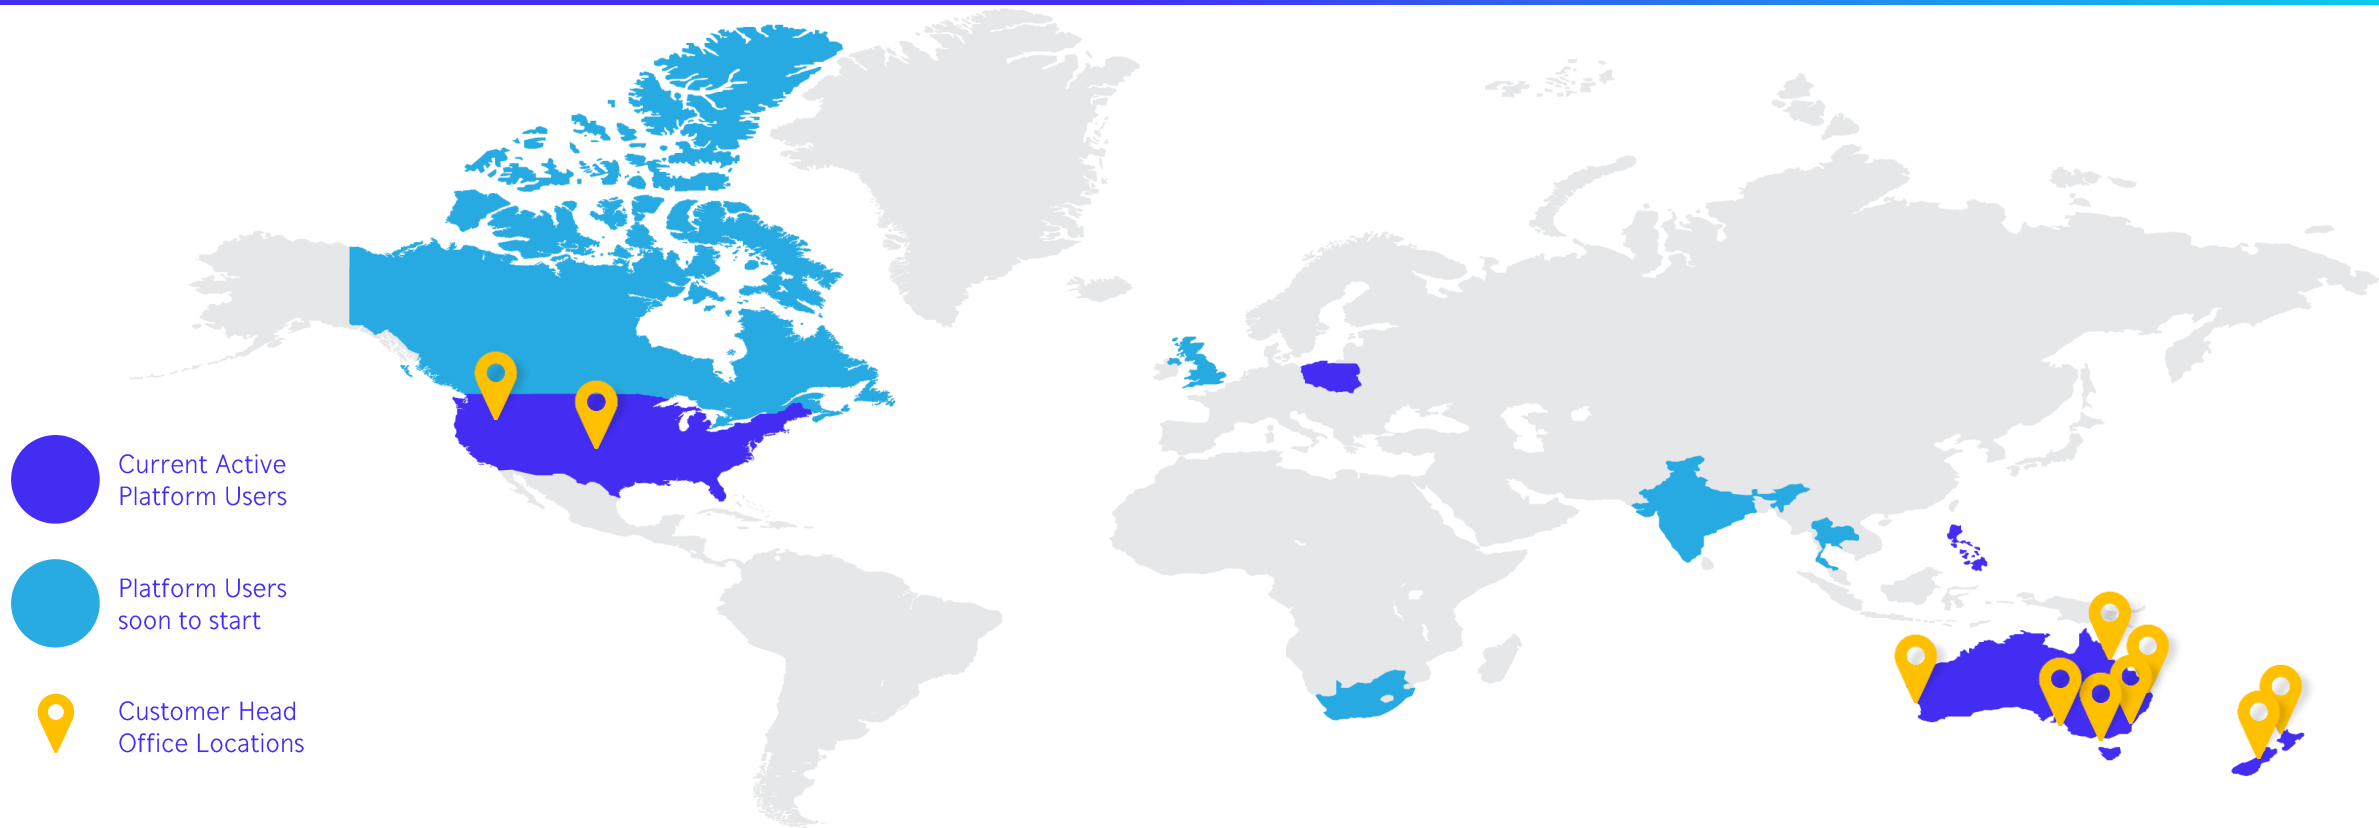 Current Active
Platform Users
Platform Users
soon to start
Customer Head
Office Locations